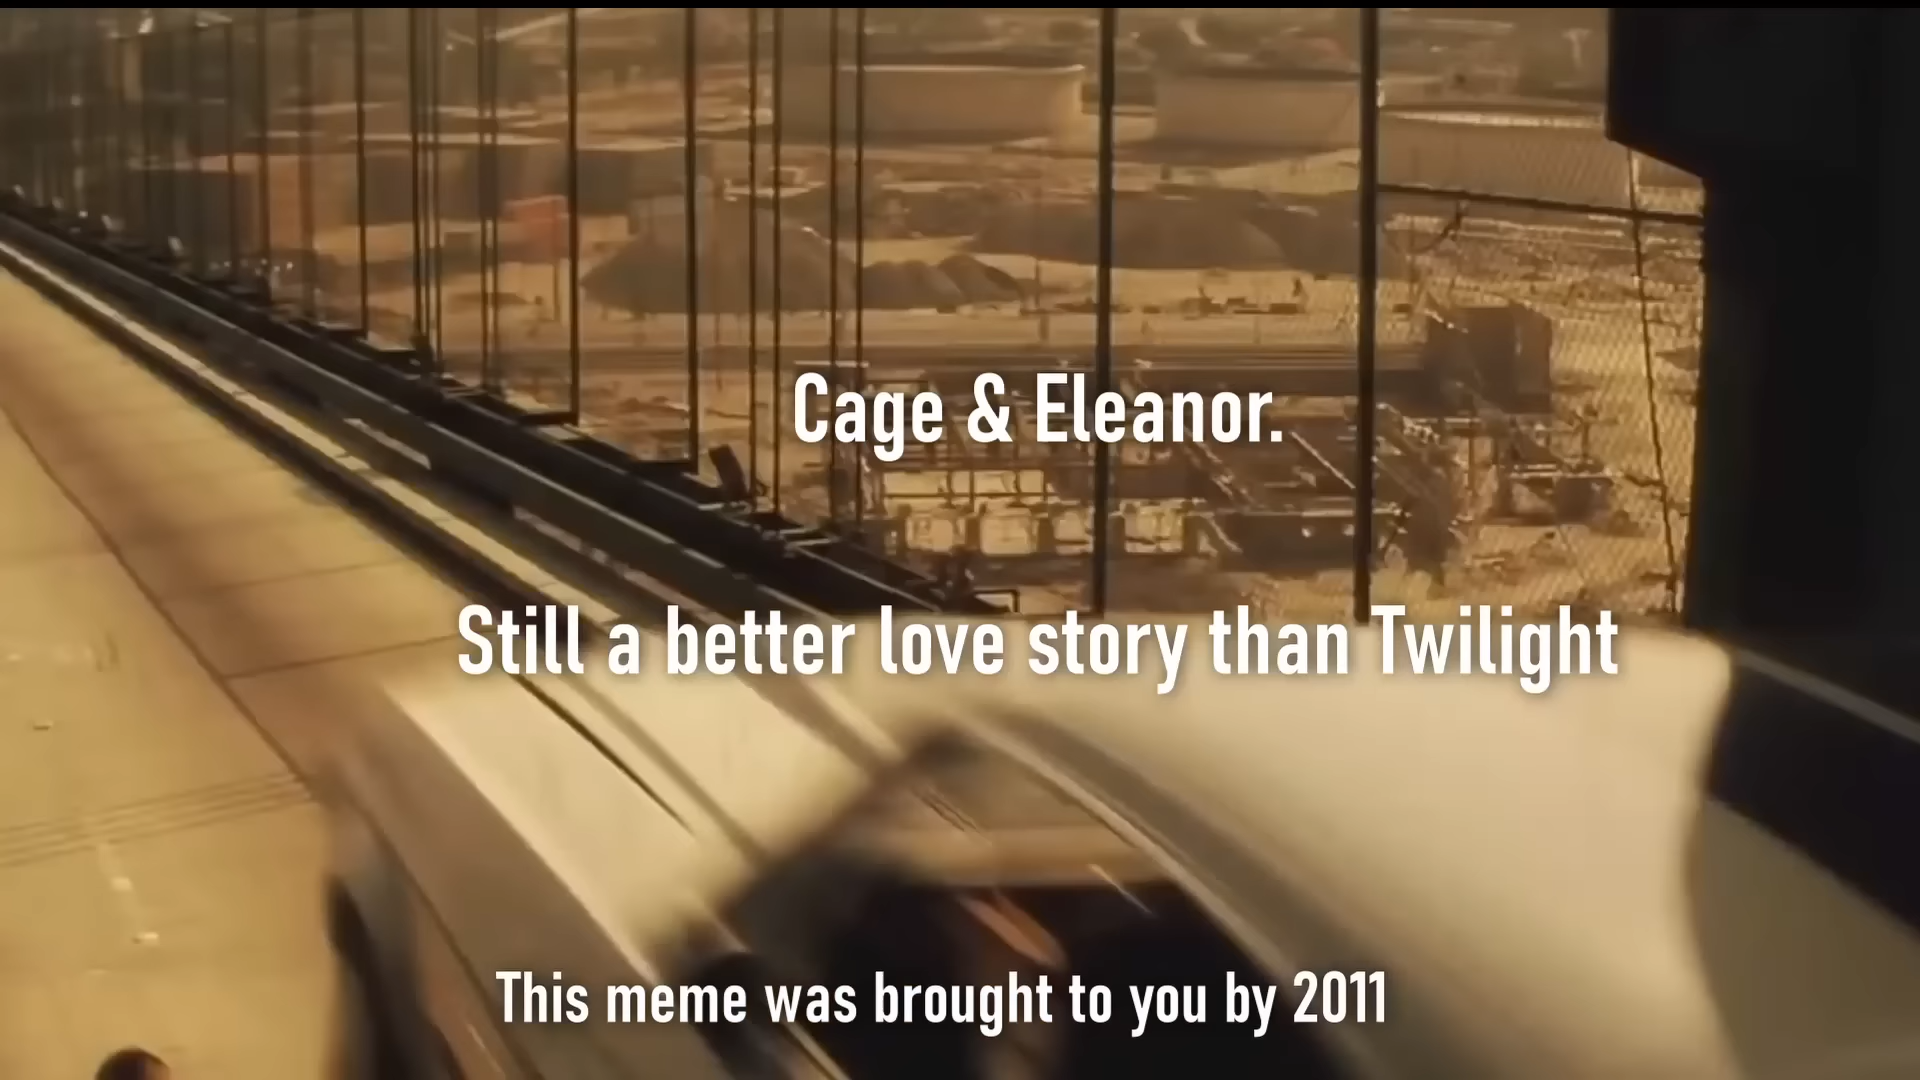 Cage & Eleanor.
Still a better love story than Twilight
This meme was brought to you by 2011